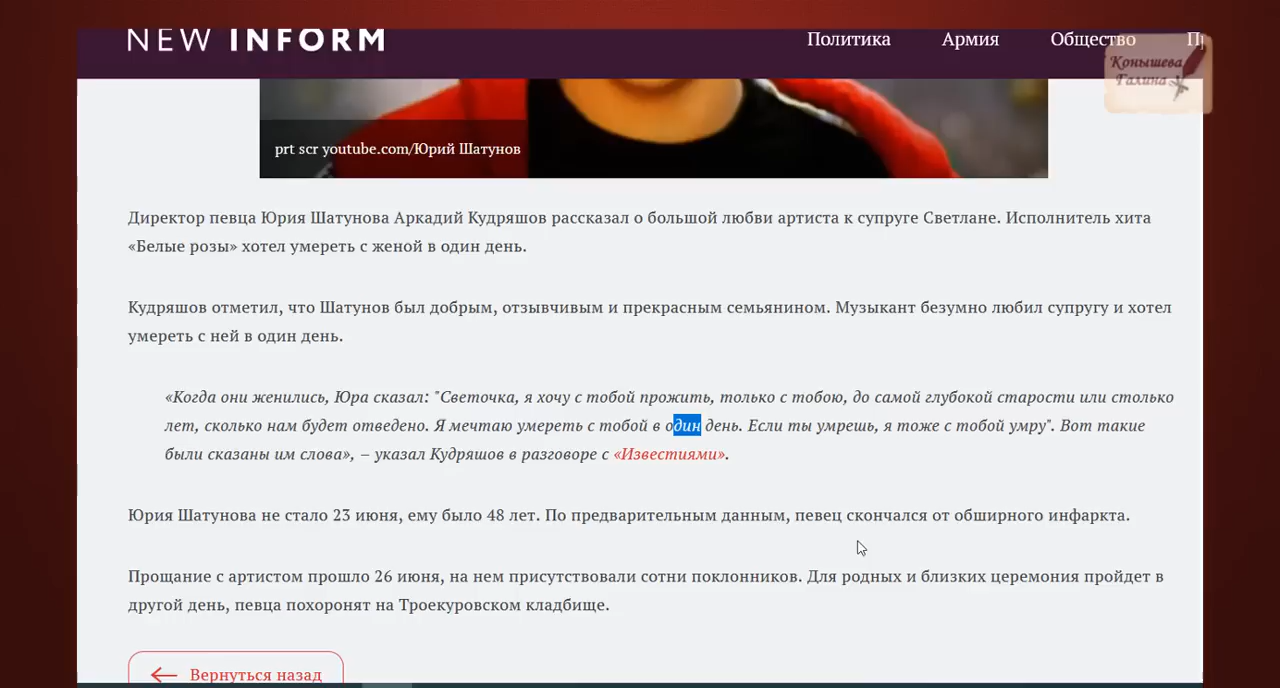 NEW INFORM
Политика Армия Общество
Конышева
Галина
prt scr youtube.com/Юрий Шатунов
Директор певца Юрия Шатунова Аркадий Кудряшов рассказал о большой любви артиста к супруге Светлане. Исполнитель хита
«Белые розы» хотел умереть с женой в один день.
Кудряшов отметил, что Шатунов был добрым, отзывчивым и прекрасным семьянином. Музыкант безумно любил супругу и хотел
умереть с ней в один день.
«Когда они женились, Юра сказал: "Светочка, я хочу с тобой прожить, только с тобою, до самой глубокой старости или столько
лет, сколько нам будет отведено. Я мечтаю умереть с тобой в один день. Если ты умрешь, я тоже с тобой умру". Вот такие
были сказаны им слова», – указал Кудряшов в разговоре с «Известиями».
Юрия Шатунова не стало 23 июня, ему было 48 лет. По предварительным данным, певец скончался от обширного инфаркта.
Прощание с артистом прошло 26 июня, на нем присутствовали сотни поклонников. Для родных и близких церемония пройдет в
другой день, певца похоронят на Троекуровском кладбище.
Вернуться назад